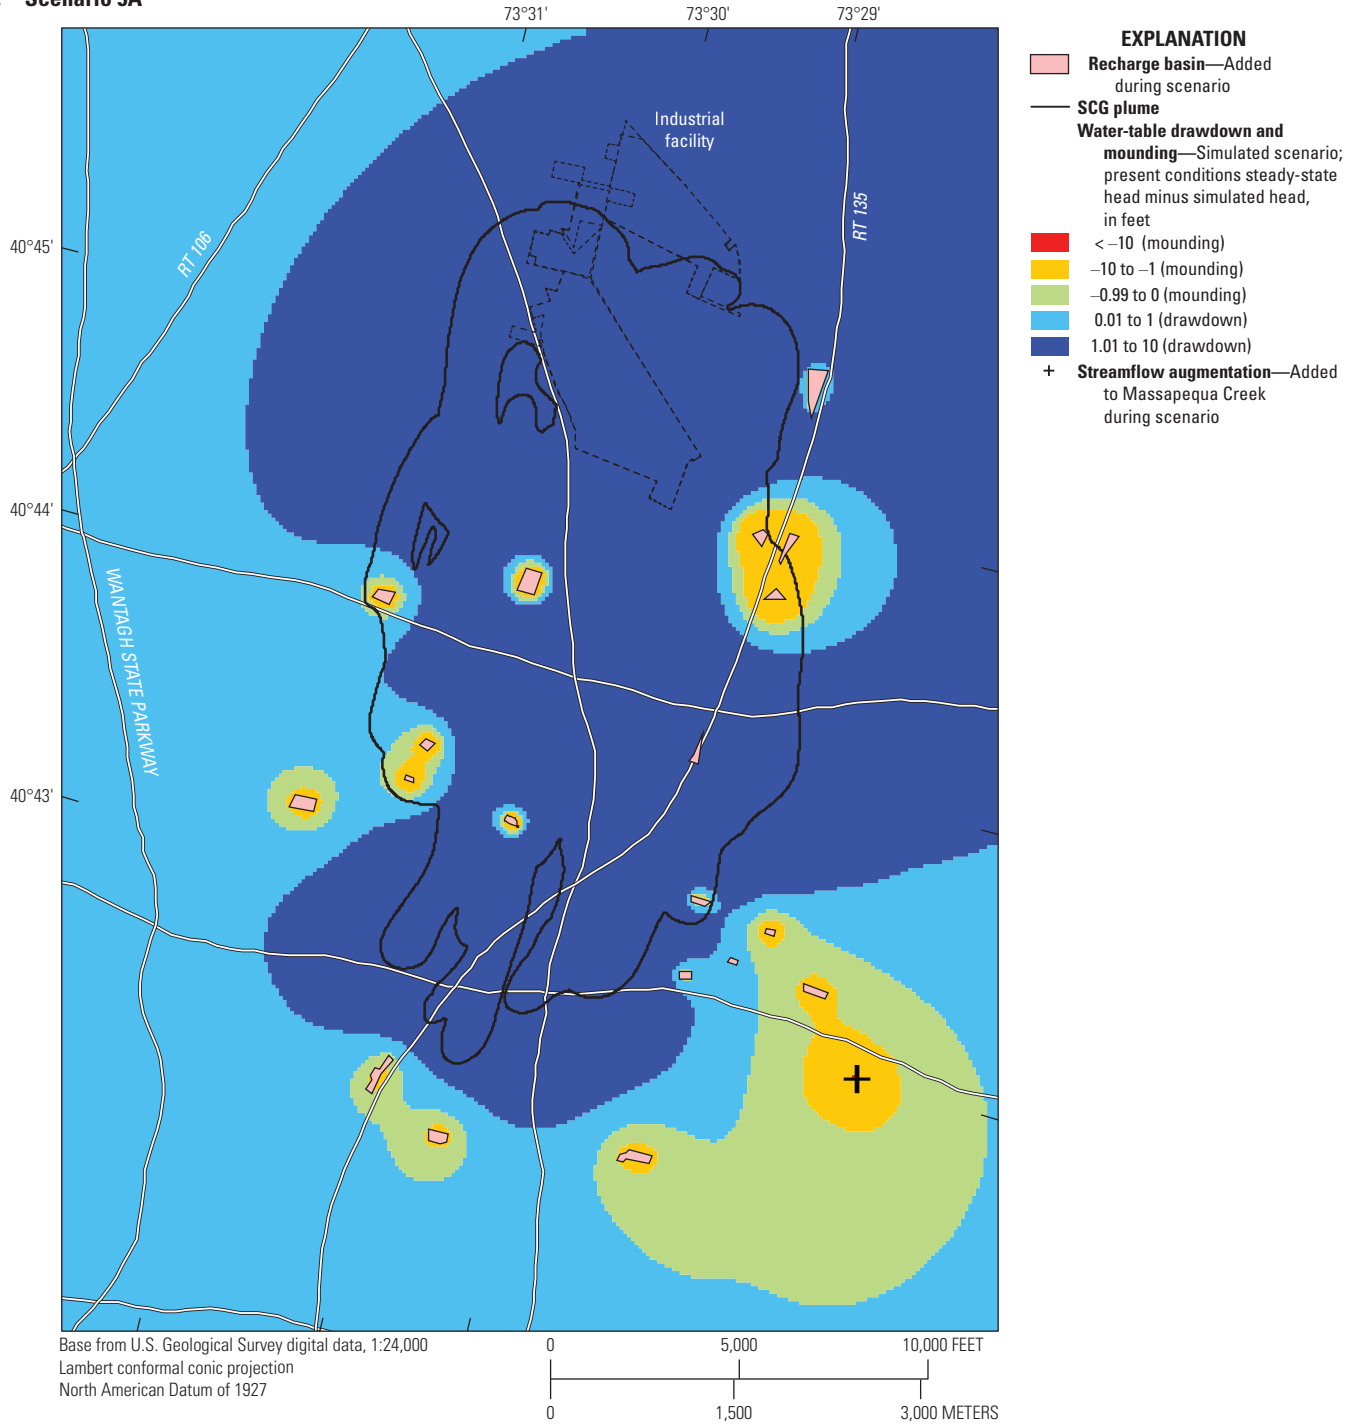 Scenario 5A
73°31' 73°30' 73°29'
40°45'
40°44'
40°43'
Industrial
facility
RT 106
RT 135
WANTAGH STATE PARKWAY
EXPLANATION
Recharge basin—Added
during scenario
SCG plume
Water-table drawdown and
mounding—Simulated scenario;
present conditions steady-state
head minus simulated head,
in feet
< –10 (mounding)
–10 to –1 (mounding)
–0.99 to 0 (mounding)
0.01 to 1 (drawdown)
1.01 to 10 (drawdown)
Streamflow augmentation—Added
to Massapequa Creek
during scenario
Base from U.S. Geological Survey digital data, 1:24,000
Lambert conformal conic projection
North American Datum of 1927
0 5,000 10,000 FEET
0 1,500 3,000 METERS